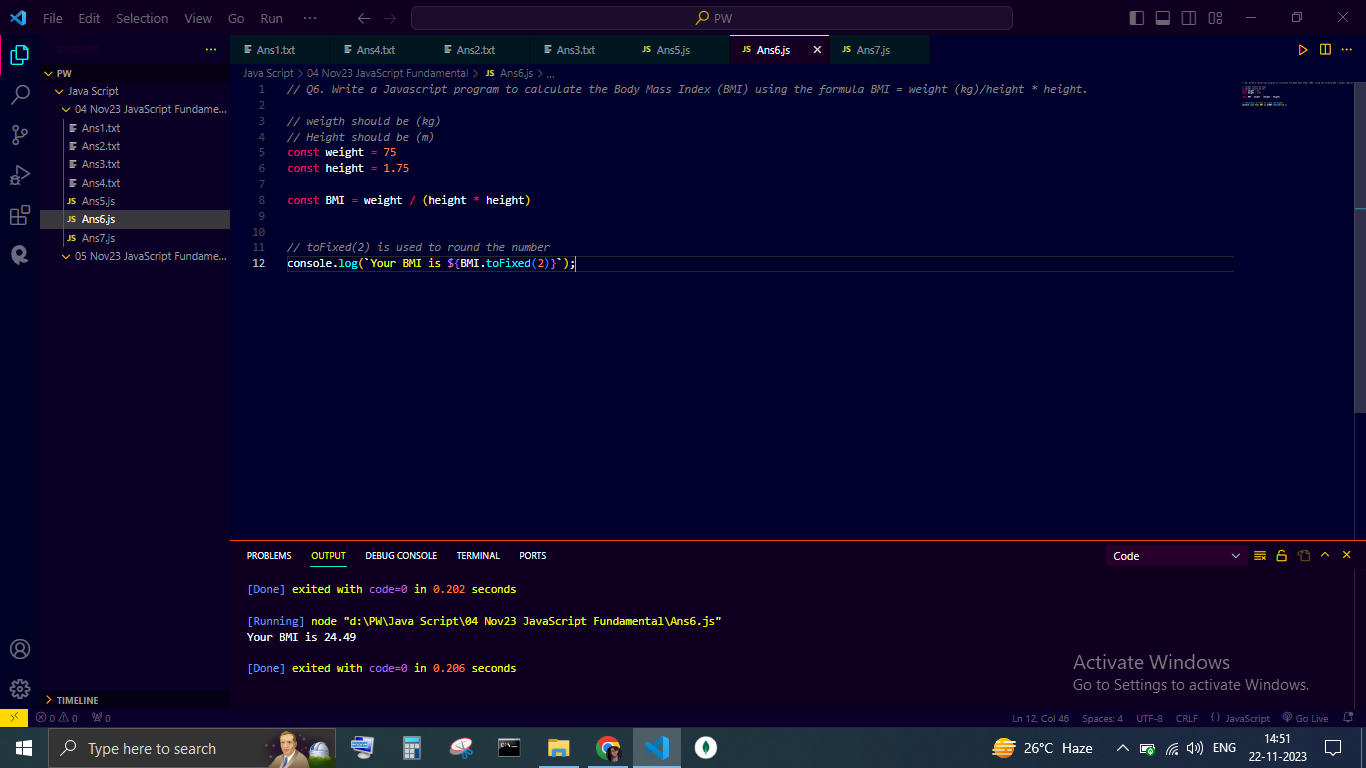 File Edit Selection View Go Run ··· PW
Ans1.txt Ans4.txt Ans2.txt Ans3.txt JS Ans5.js JS Ans6.js JS Ans7.js
PW
Java Script
04 Nov23 JavaScript Fundame...
Ans1.txt
Ans2.txt
Ans3.txt
Ans4.txt
JS Ans5.js
JS Ans6.js
JS Ans7.js
05 Nov23 JavaScript Fundame...
TIMELINE
Java Script > 04 Nov23 JavaScript Fundamental > JS Ans6.js > ...
1 // Q6. Write a Javascript program to calculate the Body Mass Index (BMI) using the formula BMI = weight (kg)/height * height.
2
3 // weigth should be (kg)
4 // Height should be (m)
5 const weight = 75
6 const height = 1.75
7
8 const BMI = weight / (height * height)
9
10
11 // toFixed(2) is used to round the number
12 console.log(`Your BMI is ${BMI.toFixed(2)}`);
PROBLEMS OUTPUT DEBUG CONSOLE TERMINAL PORTS Code
[Done] exited with code=0 in 0.202 seconds
[Running] node "d:\PW\Java Script\04 Nov23 JavaScript Fundamental\Ans6.js"
Your BMI is 24.49
[Done] exited with code=0 in 0.206 seconds
Activate Windows
Go to Settings to activate Windows.
0 0 0 Ln 12, Col 46 Spaces: 4 UTF-8 CRLF {} JavaScript Go Live
Type here to search 26°C Haze ENG 14:51
22-11-2023